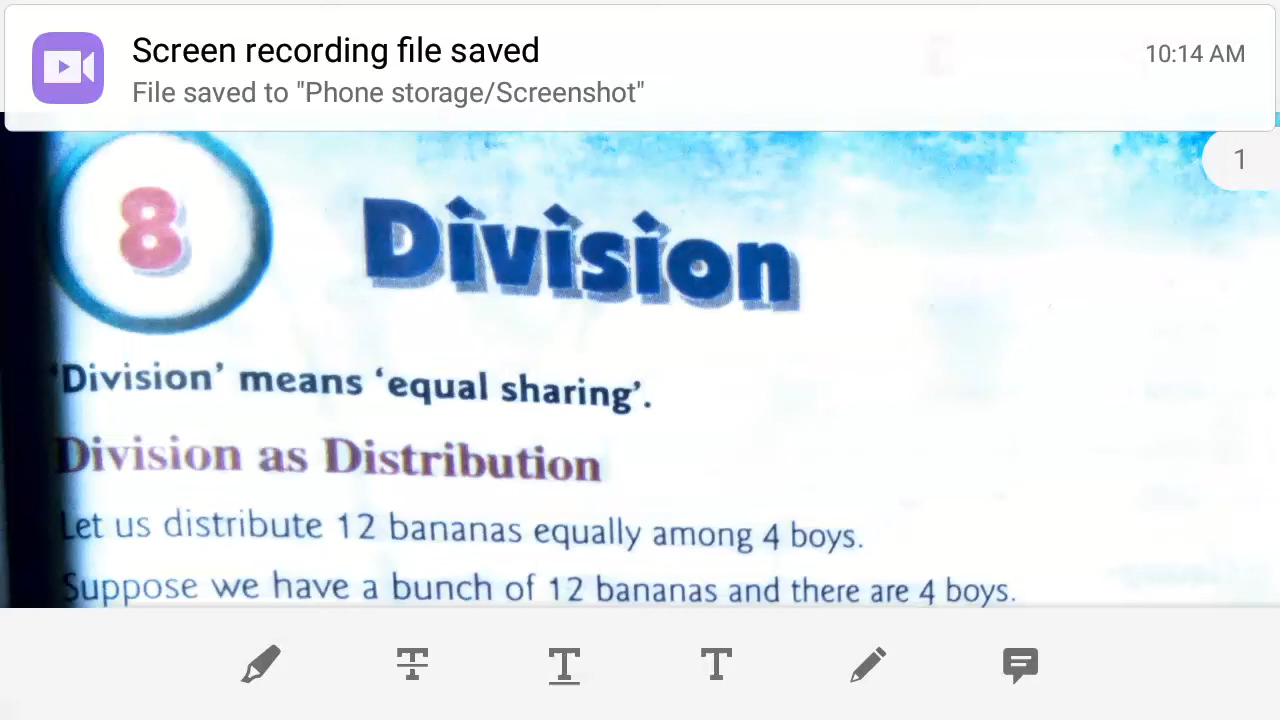 Screen recording file saved
10:14 AM
File saved to "Phone storage/Screenshot"
1
8
Division
'Division' means 'equal sharing'.
Division as Distribution
Let us distribute 12 bananas equally among 4 boys.
Suppose we have a bunch of 12 bananas and there are 4 boys.